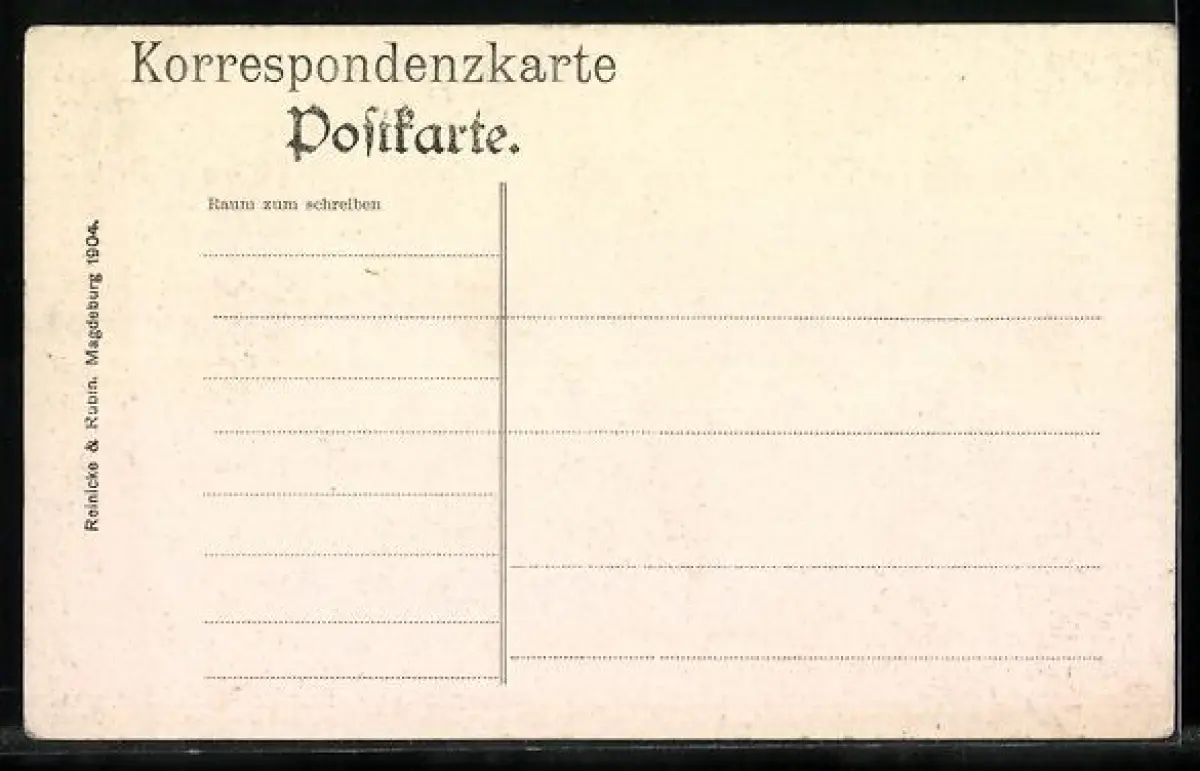 Korrespondenzkarte
Poſtkarte.
Raum zum schreiben
Reinicke & Rubin. Magdeburg 1904.